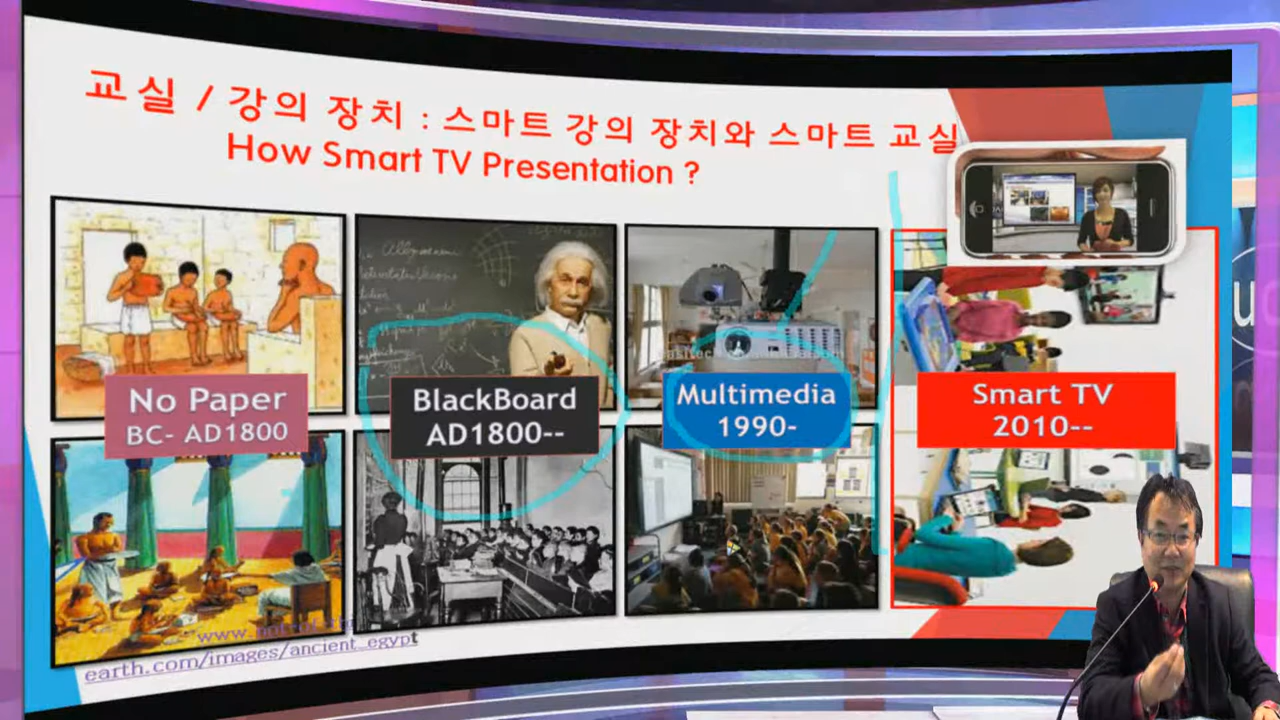 교실 / 강의 장치 : 스마트 강의 장치와 스마트 교실
How Smart TV Presentation ?
No Paper
BC- AD1800
BlackBoard
AD1800--
Multimedia
1990-
Smart TV
2010--
earth.com/images/ancient_egypt